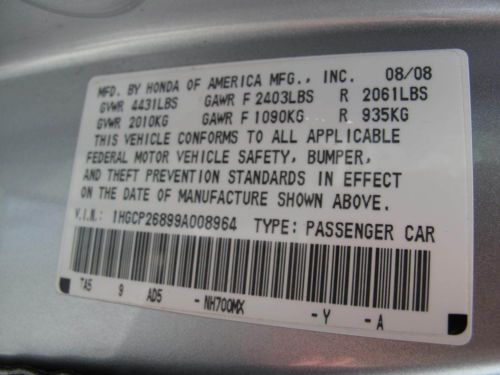 MFD. BY HONDA OF AMERICA MFG., INC. 08/08
GVWR 4431LBS GAWR F 2403LBS R 2061LBS
GVWR 2010KG GAWR F 1090KG R 935KG
THIS VEHICLE CONFORMS TO ALL APPLICABLE
FEDERAL MOTOR VEHICLE SAFETY, BUMPER,
AND THEFT PREVENTION STANDARDS IN EFFECT
ON THE DATE OF MANUFACTURE SHOWN ABOVE.
V.I.N.: 1HGCP26899A008964 TYPE: PASSENGER CAR
TA5 9 AD5 -NH700MX -Y -A